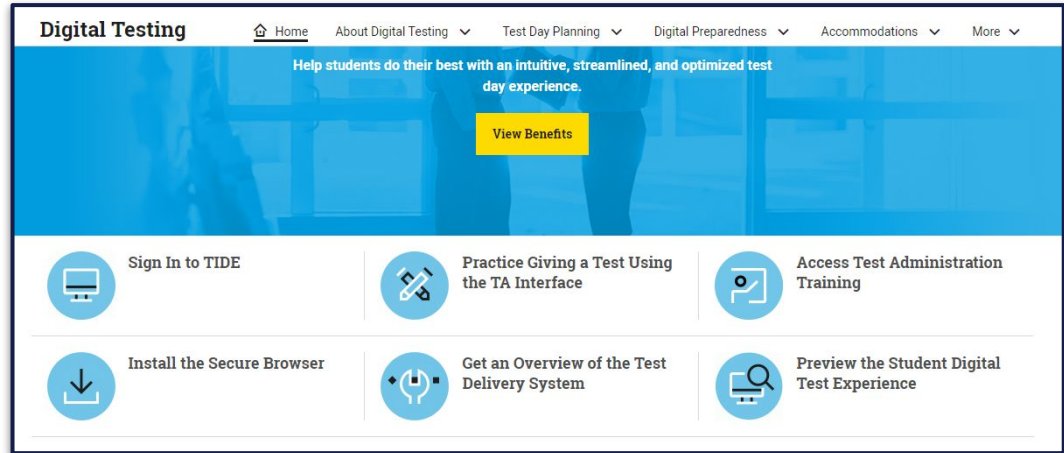 Digital Testing
Home
About Digital Testing
Test Day Planning
Digital Preparedness
Accommodations
More
Help students do their best with an intuitive, streamlined, and optimized test
day experience.
View Benefits
Sign In to TIDE
Practice Giving a Test Using
the TA Interface
Access Test Administration
Training
Install the Secure Browser
Get an Overview of the Test
Delivery System
Preview the Student Digital
Test Experience